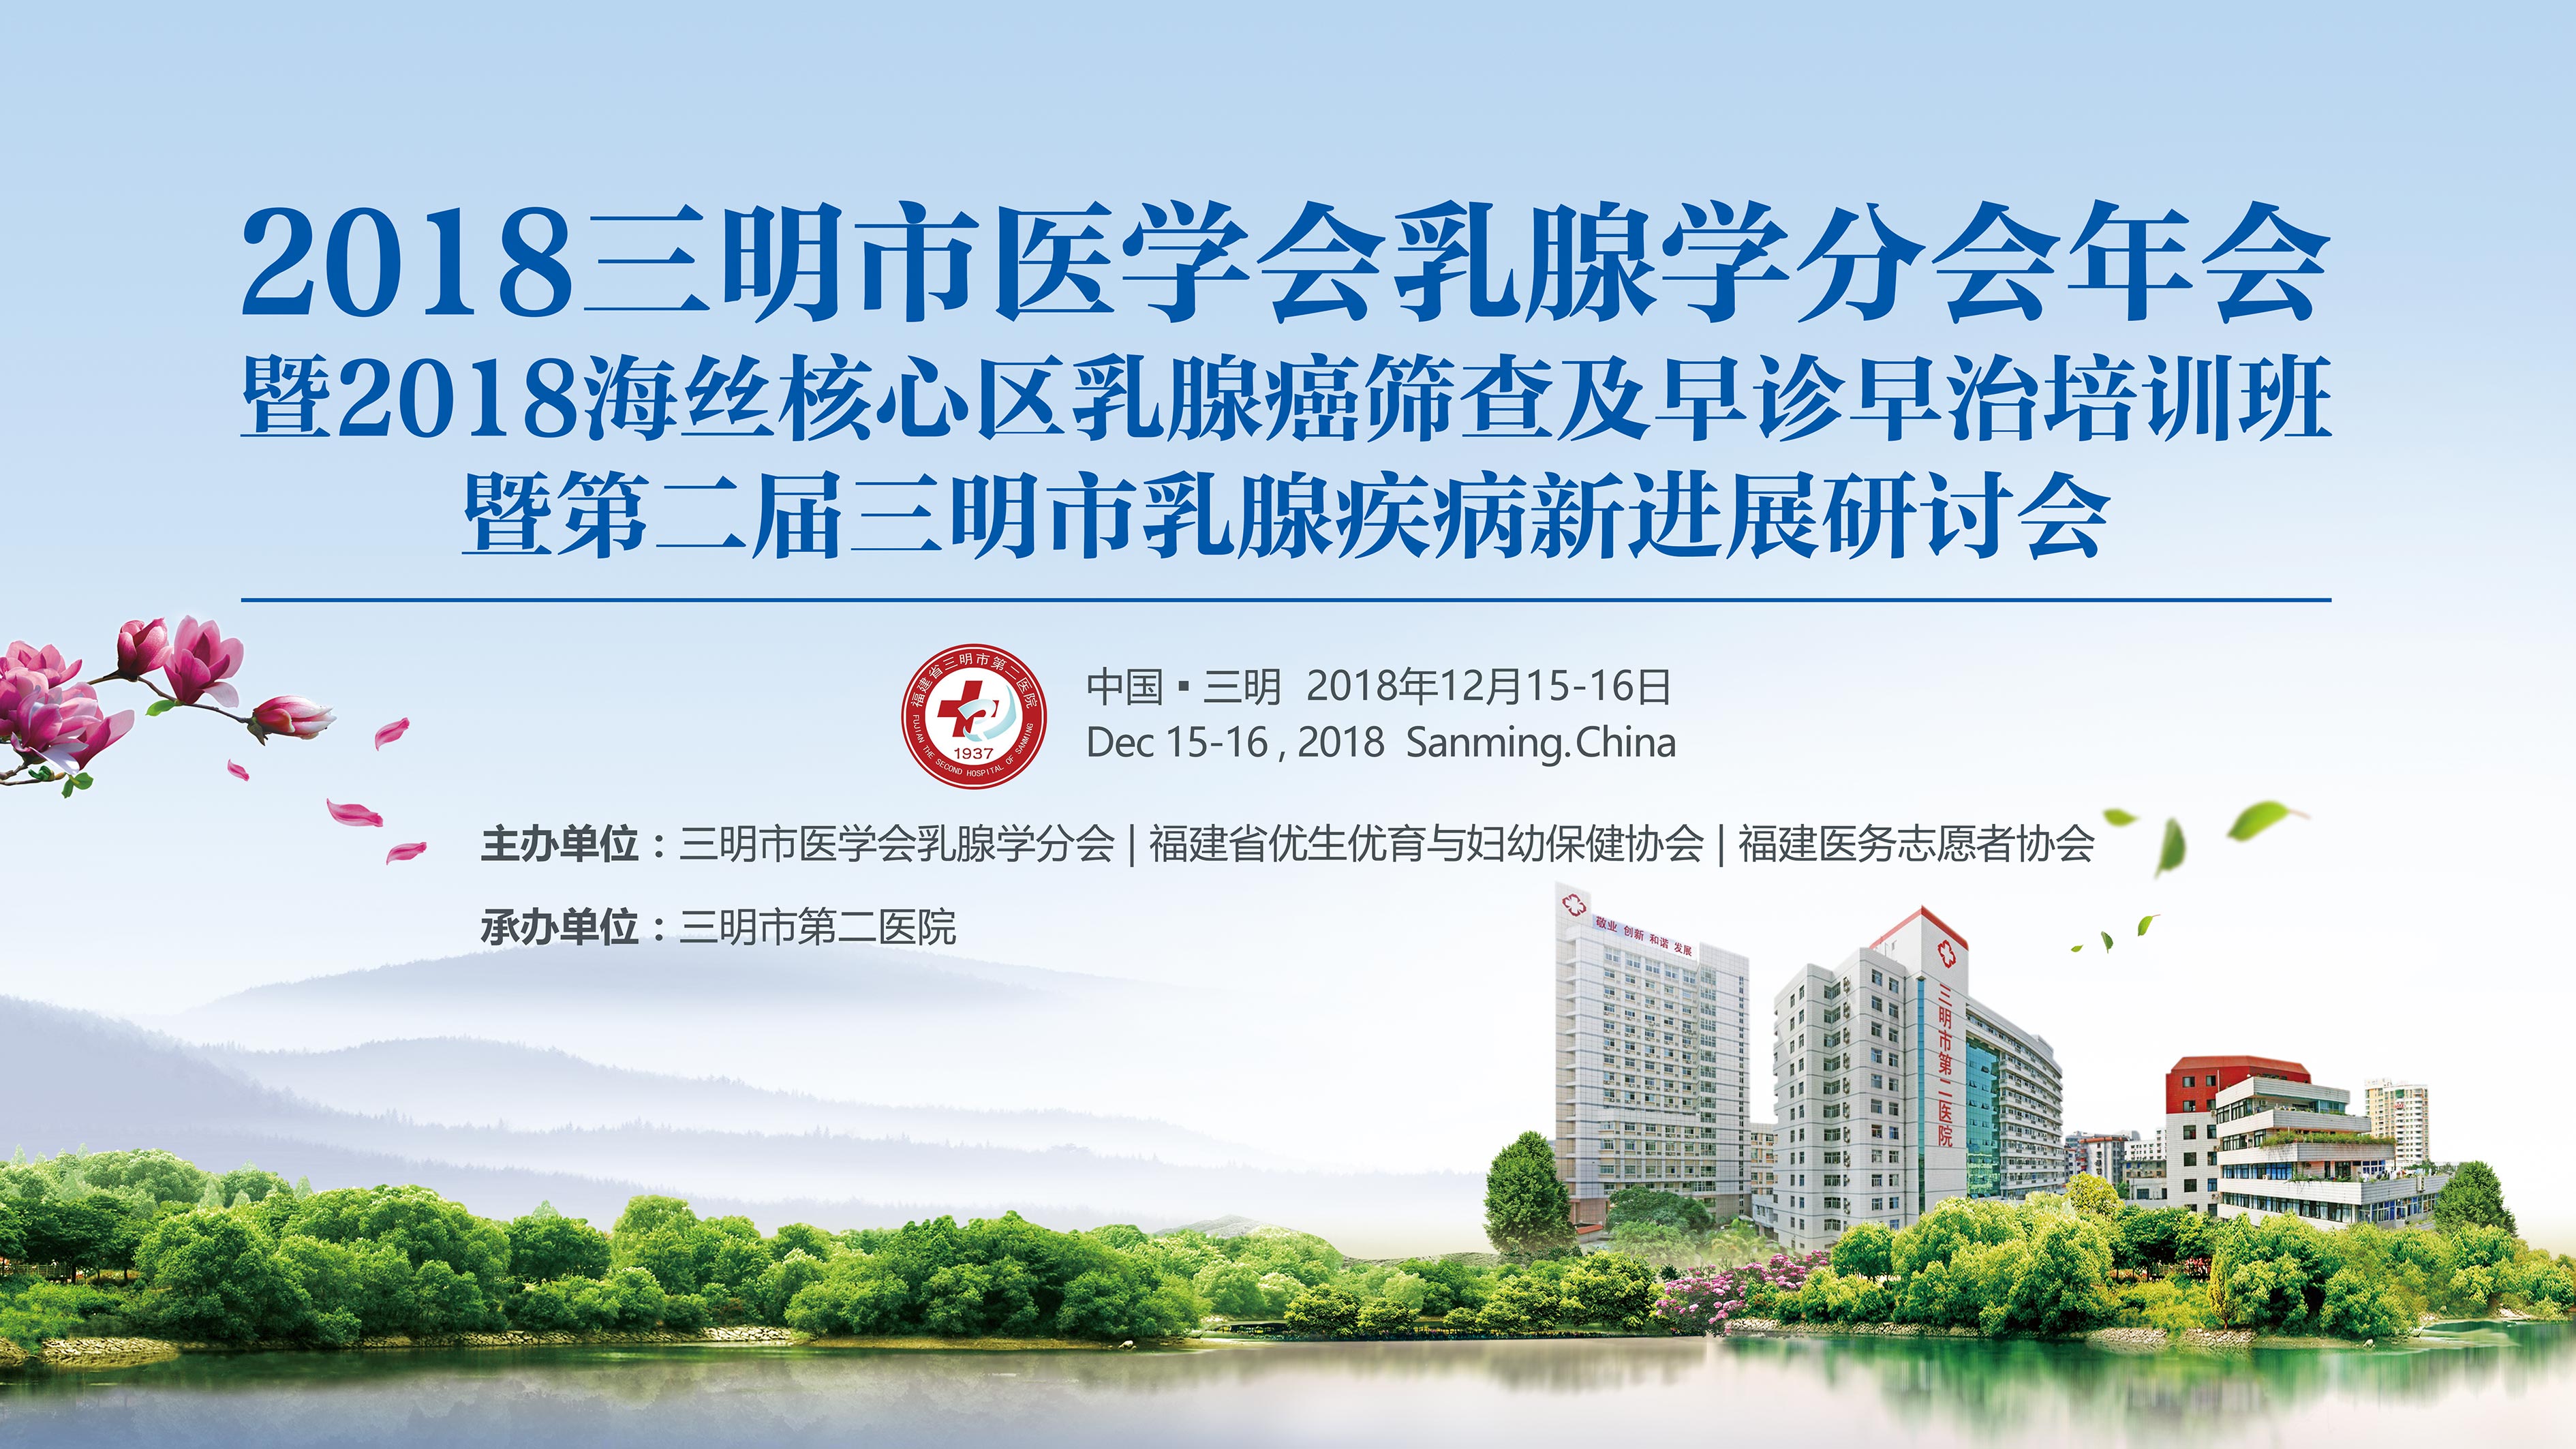 2018三明市医学会乳腺学分会年会
暨2018海丝核心区乳腺癌筛查及早诊早治培训班
暨第二届三明市乳腺疾病新进展研讨会
福建省三明市第二医院
1937
FUJIAN THE SECOND HOSPITAL OF SANMING
中国▪三明 2018年12月15-16日
Dec 15-16 , 2018 Sanming.China
主办单位：三明市医学会乳腺学分会 | 福建省优生优育与妇幼保健协会 | 福建医务志愿者协会
承办单位：三明市第二医院
敬业 创新 和谐 发展
三明市第二医院